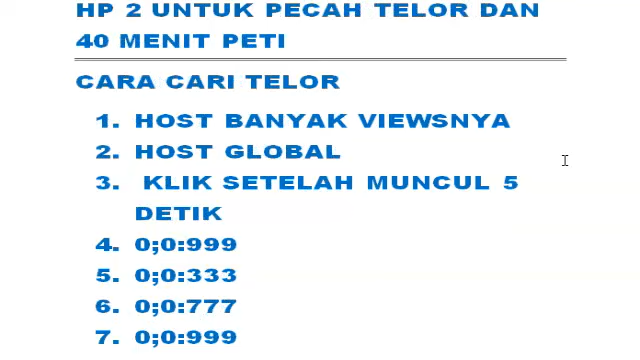 HP 2 UNTUK PECAH TELOR DAN
40 MENIT PETI
CARA CARI TELOR
1. HOST BANYAK VIEWSNYA
2. HOST GLOBAL
3. KLIK SETELAH MUNCUL 5
DETIK
4. 0;0:999
5. 0;0:333
6. 0;0:777
7. 0;0:999